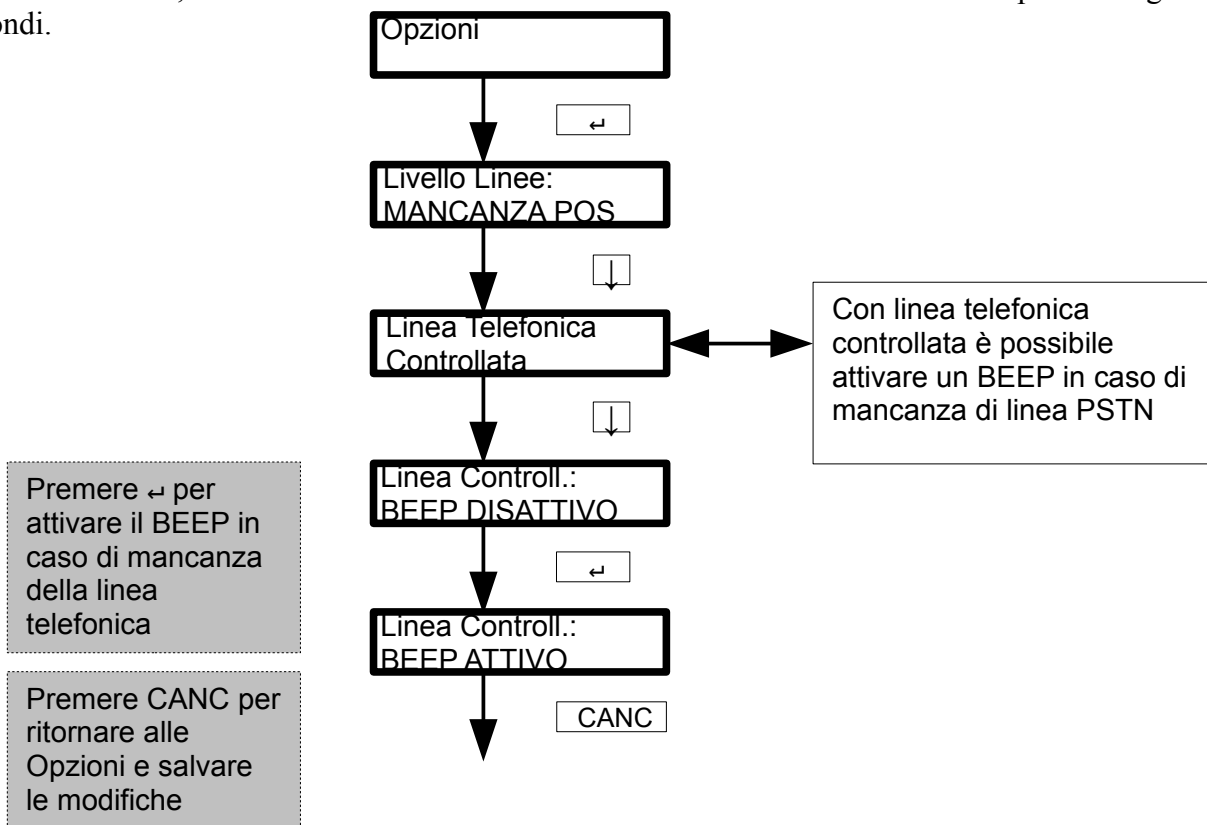 ondi.
Opzioni
↵
Livello Linee:
MANCANZA POS
↓
Linea Telefonica
Controllata
Con linea telefonica
controllata è possibile
attivare un BEEP in caso di
mancanza di linea PSTN
↓
Linea Controll.:
BEEP DISATTIVO
Premere ↵ per
attivare il BEEP in
caso di mancanza
della linea
telefonica
↵
Linea Controll.:
BEEP ATTIVO
Premere CANC per
ritornare alle
Opzioni e salvare
le modifiche
CANC